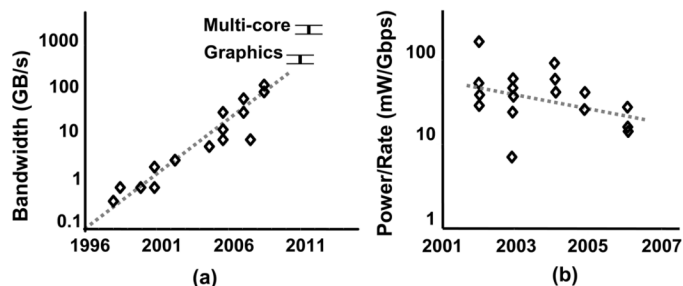 Multi-core
Graphics
Bandwidth (GB/s)
1000
100
10
1
0.1
1996
2001
2006
2011
(a)
Power/Rate (mW/Gbps)
100
10
1
2001
2003
2005
2007
(b)